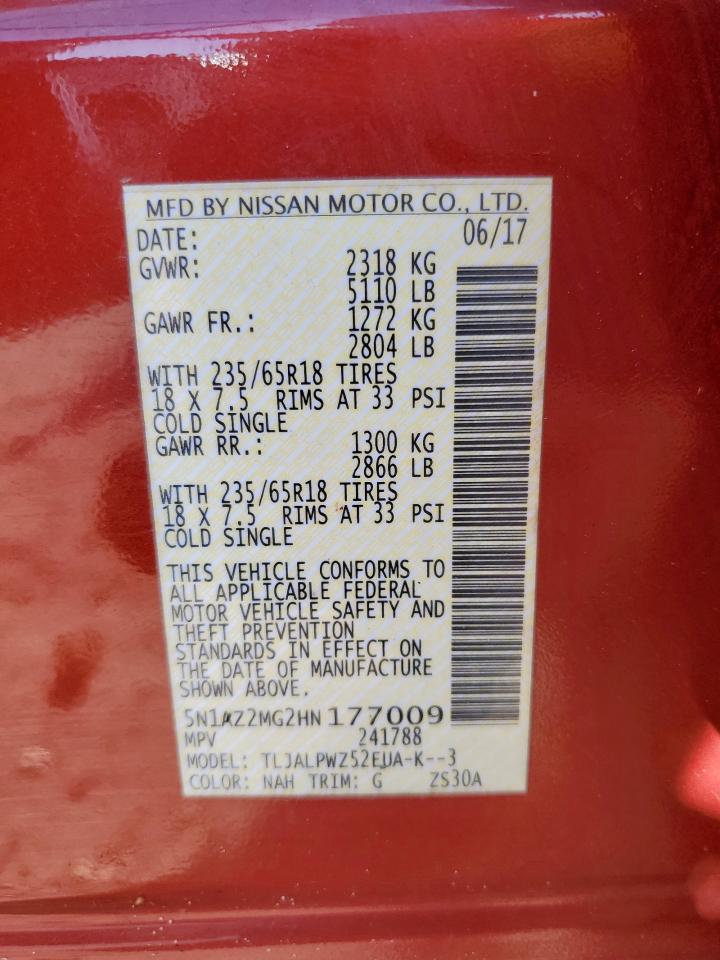 MFD BY NISSAN MOTOR CO., LTD.
DATE: 06/17
GVWR: 2318 KG
5110 LB
GAWR FR.: 1272 KG
2804 LB
WITH 235/65R18 TIRES
18 X 7.5 RIMS AT 33 PSI
COLD SINGLE
GAWR RR.: 1300 KG
2866 LB
WITH 235/65R18 TIRES
18 X 7.5 RIMS AT 33 PSI
COLD SINGLE
THIS VEHICLE CONFORMS TO
ALL APPLICABLE FEDERAL
MOTOR VEHICLE SAFETY AND
THEFT PREVENTION
STANDARDS IN EFFECT ON
THE DATE OF MANUFACTURE
SHOWN ABOVE.
5N1AZ2MG2HN 177009
MPV 241788
MODEL: TLJALPWZ52EUA-K--3
COLOR: NAH TRIM: G ZS30A